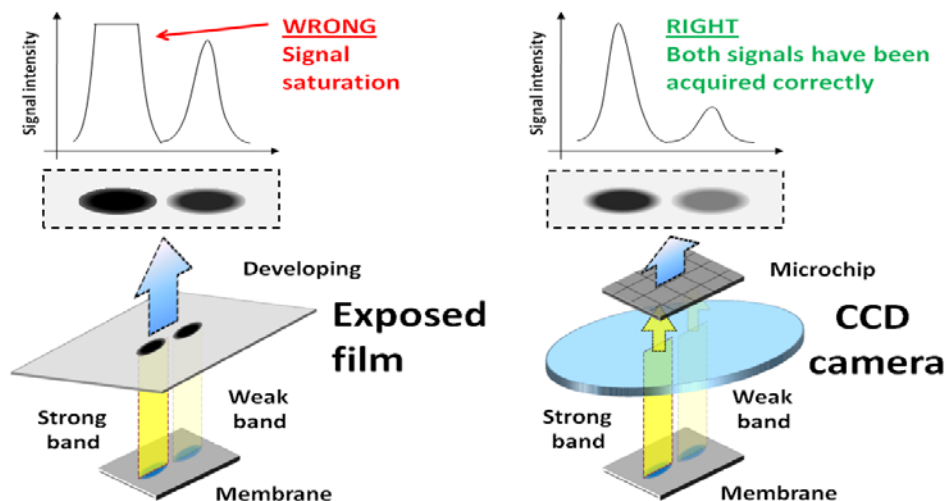 Signal intensity
WRONG
Signal
saturation
Developing
Exposed
film
Strong
band
Weak
band
Membrane
Signal intensity
RIGHT
Both signals have been
acquired correctly
Microchip
CCD
camera
Strong
band
Weak
band
Membrane